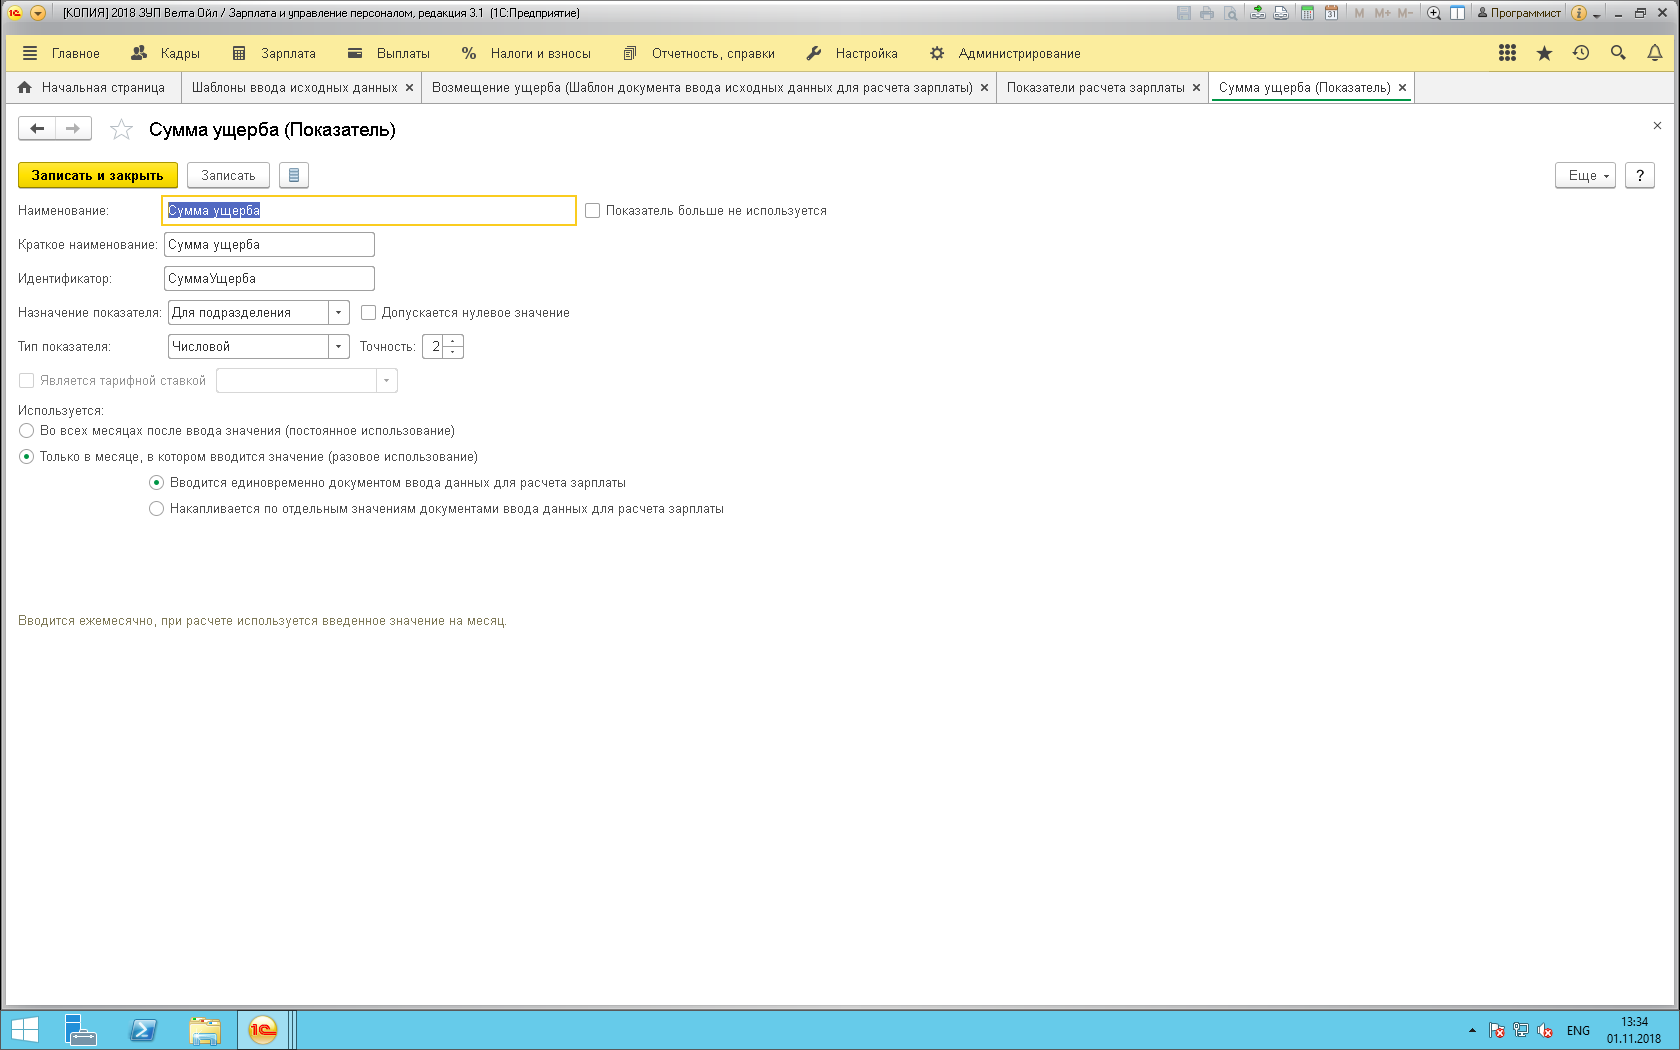 [КОПИЯ] 2018 ЗУП Велта Ойл / Зарплата и управление персоналом, редакция 3.1 (1С:Предприятие)
31 M M+ M- Программист
Главное Кадры Зарплата Выплаты % Налоги и взносы Отчетность, справки Настройка Администрирование
Начальная страница Шаблоны ввода исходных данных × Возмещение ущерба (Шаблон документа ввода исходных данных для расчета зарплаты) × Показатели расчета зарплаты × Сумма ущерба (Показатель) ×
Сумма ущерба (Показатель)
Записать и закрыть Записать Еще ?
Наименование: Сумма ущерба Показатель больше не используется
Краткое наименование: Сумма ущерба
Идентификатор: СуммаУщерба
Назначение показателя: Для подразделения Допускается нулевое значение
Тип показателя: Числовой Точность: 2
Является тарифной ставкой
Используется:
Во всех месяцах после ввода значения (постоянное использование)
Только в месяце, в котором вводится значение (разовое использование)
Вводится единовременно документом ввода данных для расчета зарплаты
Накапливается по отдельным значениям документами ввода данных для расчета зарплаты
Вводится ежемесячно, при расчете используется введенное значение на месяц.
1С ENG 13:34
01.11.2018